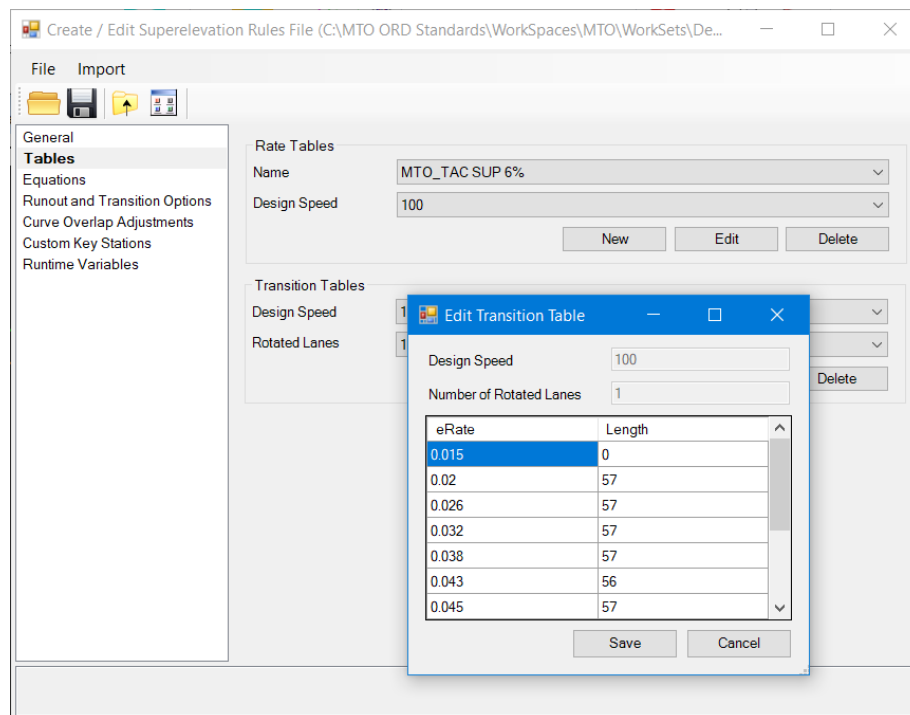 Create / Edit Superelevation Rules File (C:\MTO ORD Standards\WorkSpaces\MTO\WorkSets\De...
File Import
General
Tables
Equations
Runout and Transition Options
Curve Overlap Adjustments
Custom Key Stations
Runtime Variables
Rate Tables
Name MTO_TAC SUP 6%
Design Speed 100
New Edit Delete
Transition Tables
Design Speed 1
Rotated Lanes 1
Delete
Edit Transition Table
Design Speed 100
Number of Rotated Lanes 1
eRate Length
0.015 0
0.02 57
0.026 57
0.032 57
0.038 57
0.043 56
0.045 57
Save Cancel